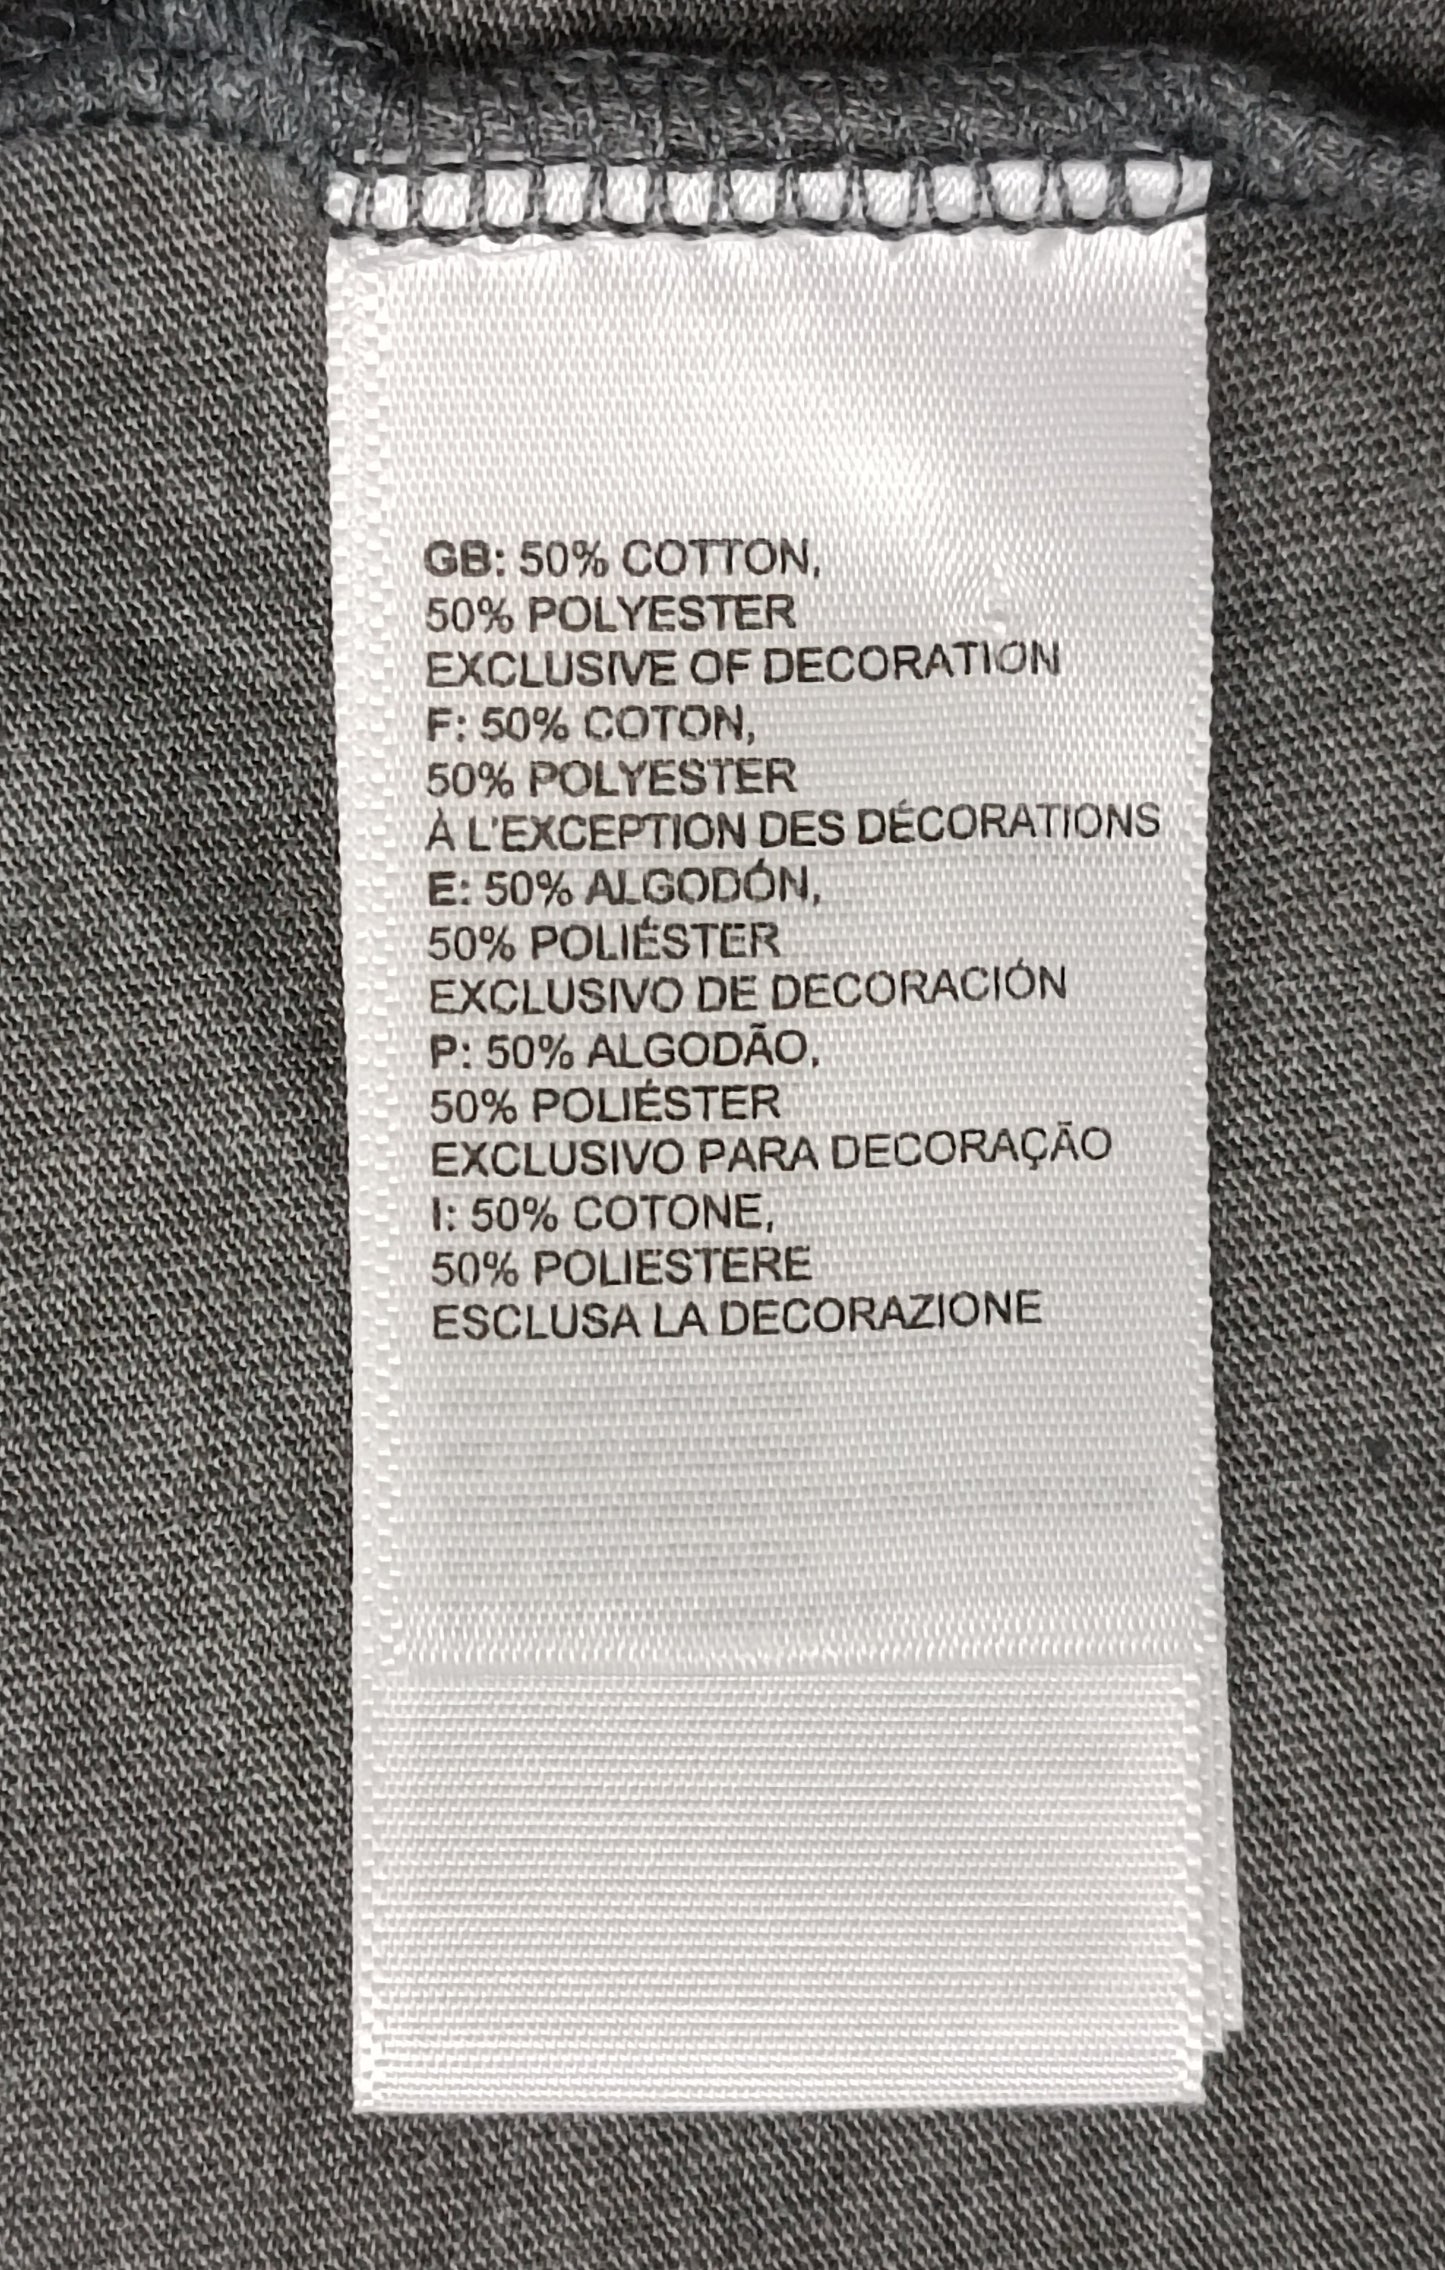 GB: 50% COTTON,
50% POLYESTER
EXCLUSIVE OF DECORATION
F: 50% COTON,
50% POLYESTER
À L'EXCEPTION DES DÉCORATIONS
E: 50% ALGODÓN,
50% POLIÉSTER
EXCLUSIVO DE DECORACIÓN
P: 50% ALGODÃO,
50% POLIÉSTER
EXCLUSIVO PARA DECORAÇÃO
I: 50% COTONE,
50% POLIESTERE
ESCLUSA LA DECORAZIONE